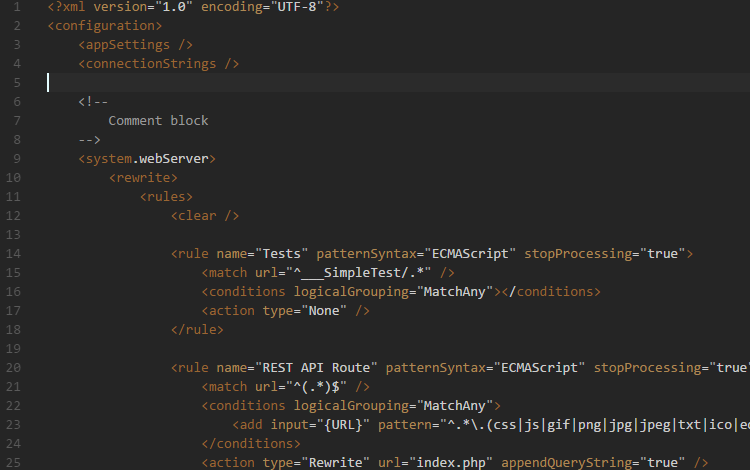 1 <?xml version="1.0" encoding="UTF-8"?>
2 <configuration>
3 <appSettings />
4 <connectionStrings />
5
6 <!--
7 Comment block
8 -->
9 <system.webServer>
10 <rewrite>
11 <rules>
12 <clear />
13
14 <rule name="Tests" patternSyntax="ECMAScript" stopProcessing="true">
15 <match url="^___SimpleTest/.*" />
16 <conditions logicalGrouping="MatchAny"></conditions>
17 <action type="None" />
18 </rule>
19
20 <rule name="REST API Route" patternSyntax="ECMAScript" stopProcessing="true"
21 <match url="^(.*)$" />
22 <conditions logicalGrouping="MatchAny">
23 <add input="{URL}" pattern="^.*\.(css|js|gif|png|jpg|jpeg|txt|ico|
24 </conditions>
25 <action type="Rewrite" url="index.php" appendQueryString="true" />